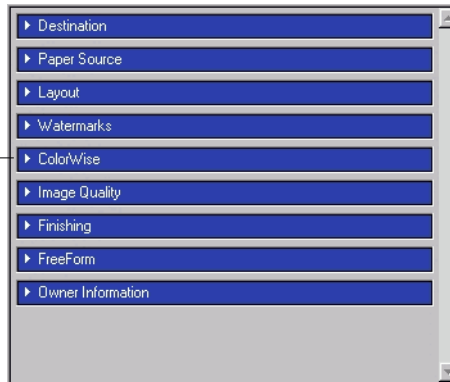 Destination
Paper Source
Layout
Watermarks
ColorWise
Image Quality
Finishing
FreeForm
Owner Information